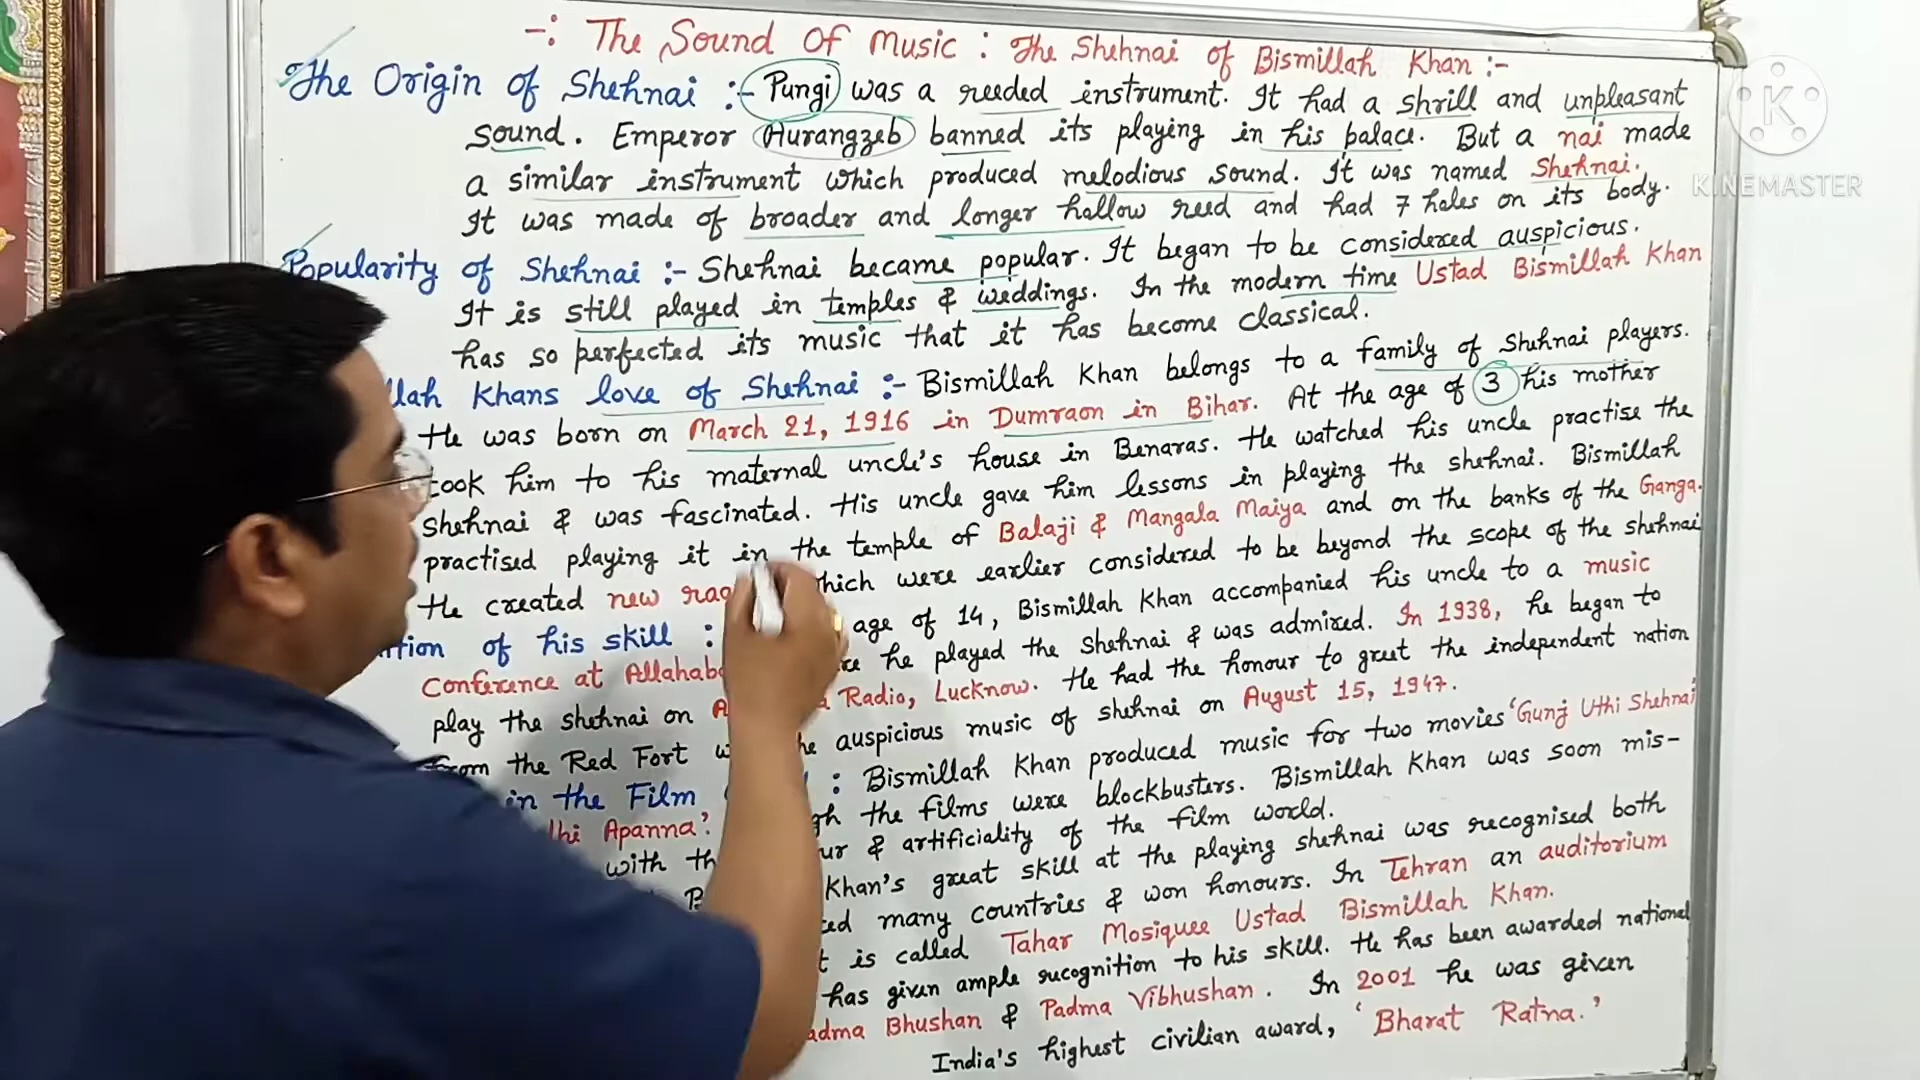 -: The Sound Of Music : The Shehnai of Bismillah Khan :-
The Origin of Shehnai :- Pungi was a reeded instrument. It had a shrill and unpleasant
sound. Emperor Aurangzeb banned its playing in his palace. But a nai made
a similar instrument which produced melodious sound. It was named Shehnai.
It was made of broader and longer hollow reed and had 7 holes on its body.
Popularity of Shehnai :- Shehnai became popular. It began to be considered auspicious.
It is still played in temples & weddings. In the modern time Ustad Bismillah Khan
has so perfected its music that it has become classical.
llah Khans love of Shehnai :- Bismillah Khan belongs to a family of Shehnai players.
He was born on March 21, 1916 in Dumraon in Bihar. At the age of 3 his mother
took him to his maternal uncle's house in Benaras. He watched his uncle practise the
shehnai & was fascinated. His uncle gave him lessons in playing the shehnai. Bismillah
practised playing it in the temple of Balaji & Mangala Maiya and on the banks of the Ganga.
He created new rag which were earlier considered to be beyond the scope of the shehnai
ition of his skill : age of 14, Bismillah Khan accompanied his uncle to a music
Conference at Allahab he played the Shehnai & was admired. In 1938, he began to
play the shehnai on Radio, Lucknow. He had the honour to greet the independent nation
from the Red Fort auspicious music of shehnai on August 15, 1947.
in the Film : Bismillah Khan produced music for two movies 'Gunj Uthi Shehnai
Apanna'. the films were blockbusters. Bismillah Khan was soon mis-
with & artificiality of the film world.
Khan's great skill at the playing shehnai was recognised both
many countries & won honours. In Tehran an auditorium
is called Tahar Mosiquee Ustad Bismillah Khan.
has given ample recognition to his skill. He has been awarded national
adma Bhushan & Padma Vibhushan. In 2001 he was given
India's highest civilian award, 'Bharat Ratna.'
K
KINEMASTER